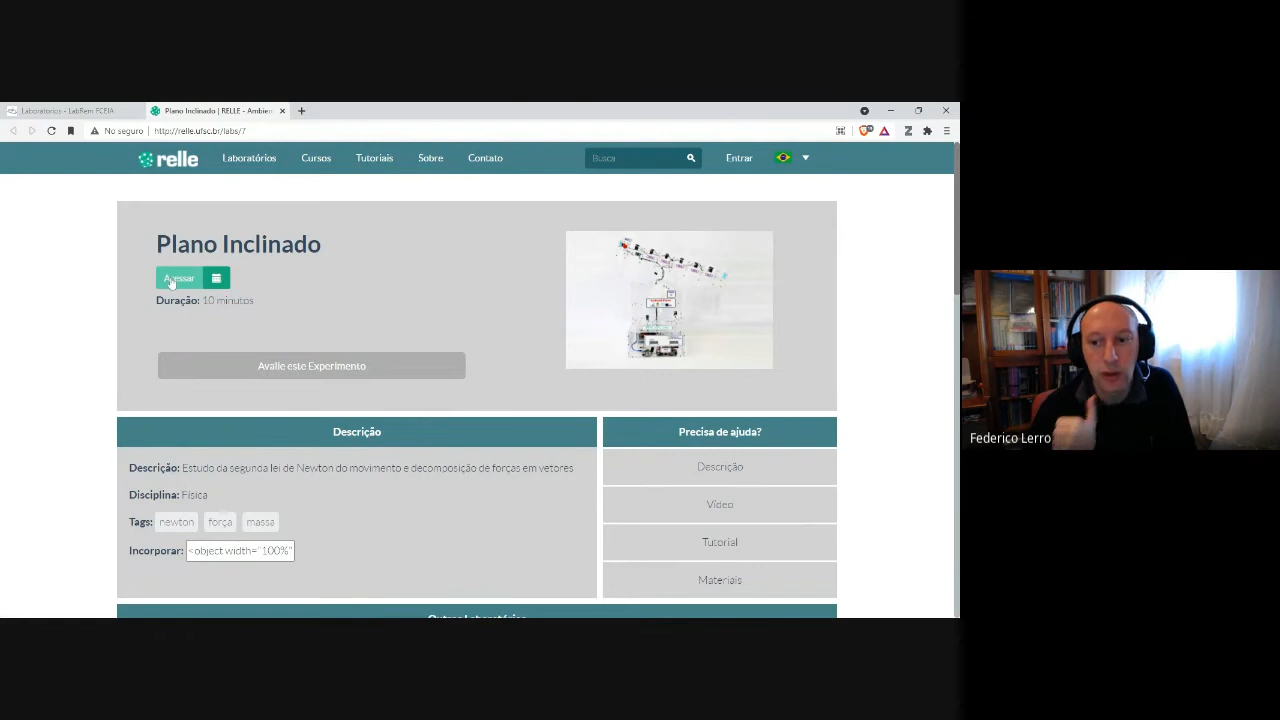 Laboratorios - LabRem FCEIA
Plano Inclinado | RELLE - Ambien
No seguro
http://relle.ufsc.br/labs/7
relle
Laboratórios
Cursos
Tutoriais
Sobre
Contato
Busca
Entrar
Plano Inclinado
Acessar
Duração: 10 minutos
Avalie este Experimento
Descrição
Descrição: Estudo da segunda lei de Newton do movimento e decomposição de forças em vetores
Disciplina: Física
Tags: newton força massa
Incorporar: <object width="100%"
Precisa de ajuda?
Descrição
Vídeo
Tutorial
Materiais
Outros Laboratórios
Federico Lerro